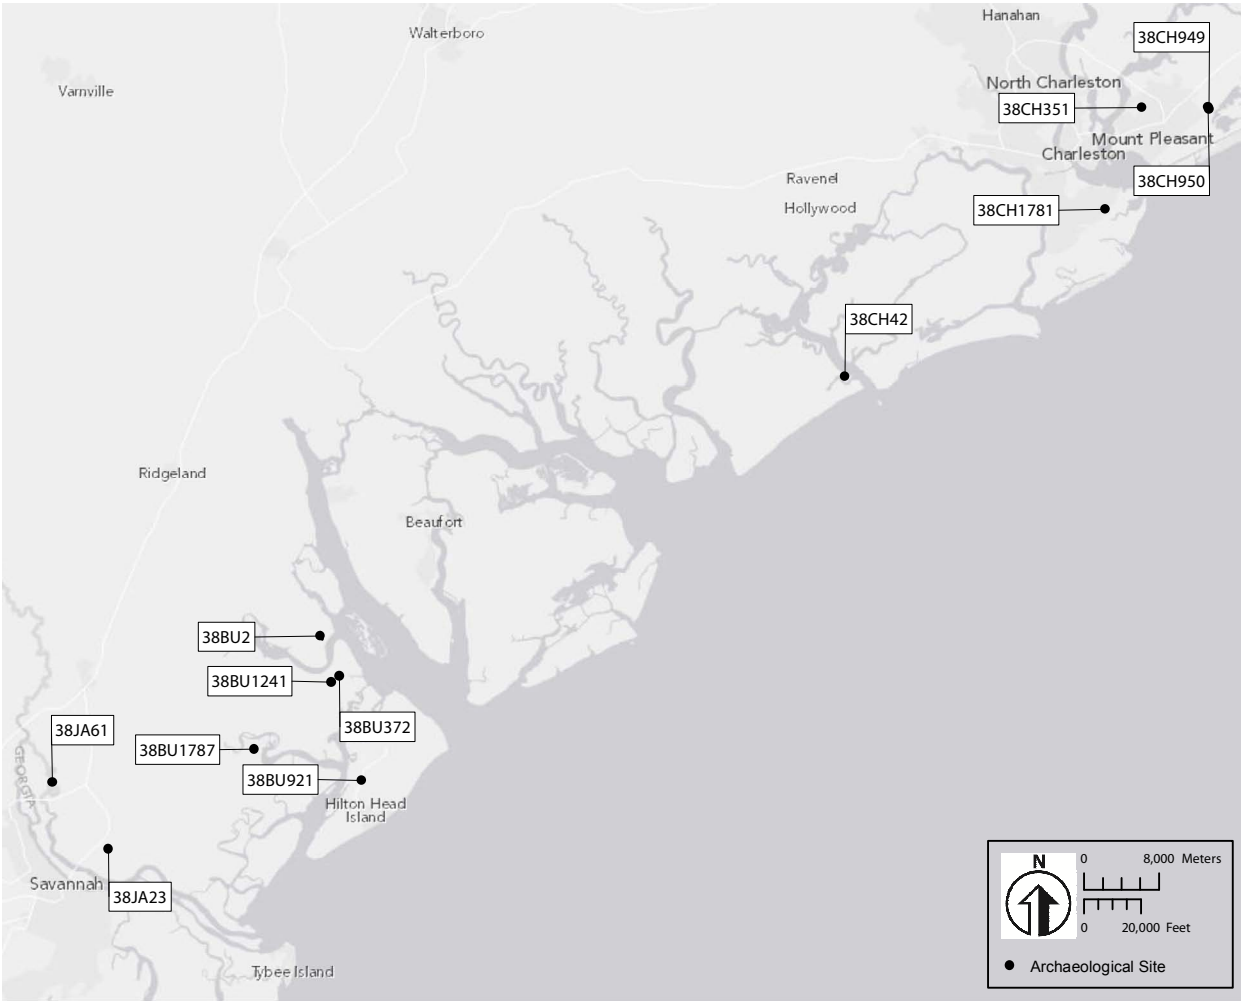 Hanahan
Walterboro
38CH949
Varnville
North Charleston
38CH351
Mount Pleasant
Charleston
38CH950
Ravenel
Hollywood
38CH1781
38CH42
Ridgeland
Beaufort
38BU2
38BU1241
38BU372
38JA61
38BU1787
GEORGIA
38BU921
Hilton Head
Island
Savannah
38JA23
Tybee Island
N
0 8,000 Meters
0 20,000 Feet
Archaeological Site